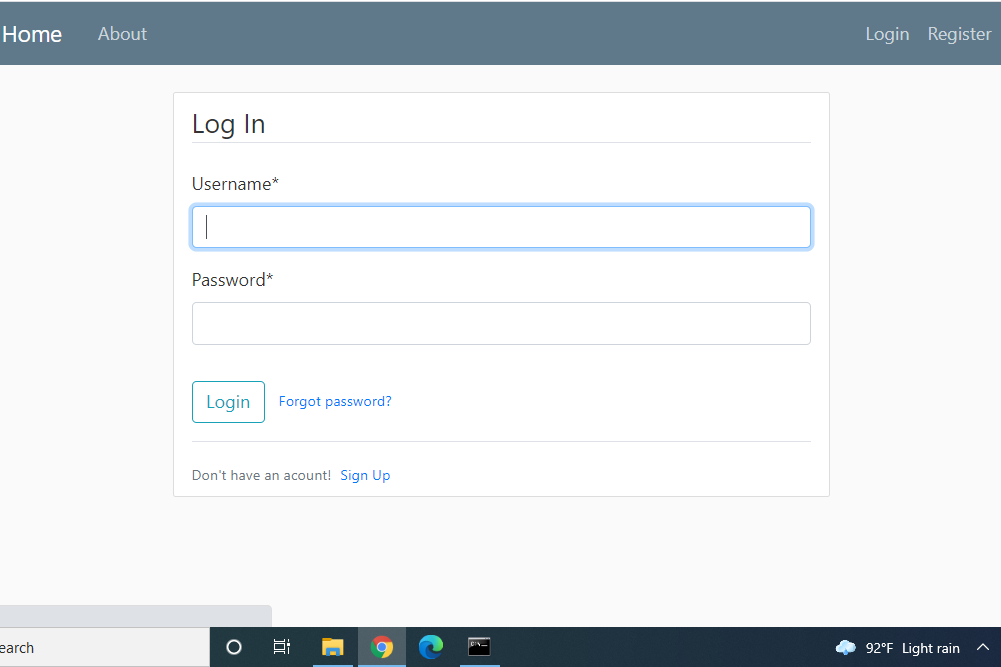 Home About Login Register
Log In
Username*
Password*
Login Forgot password?
Don't have an acount! Sign Up
earch 92°F Light rain